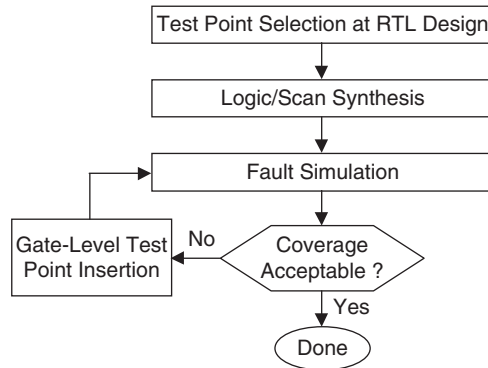 Test Point Selection at RTL Design
Logic/Scan Synthesis
Fault Simulation
Gate-Level Test
Point Insertion
No
Coverage
Acceptable ?
Yes
Done